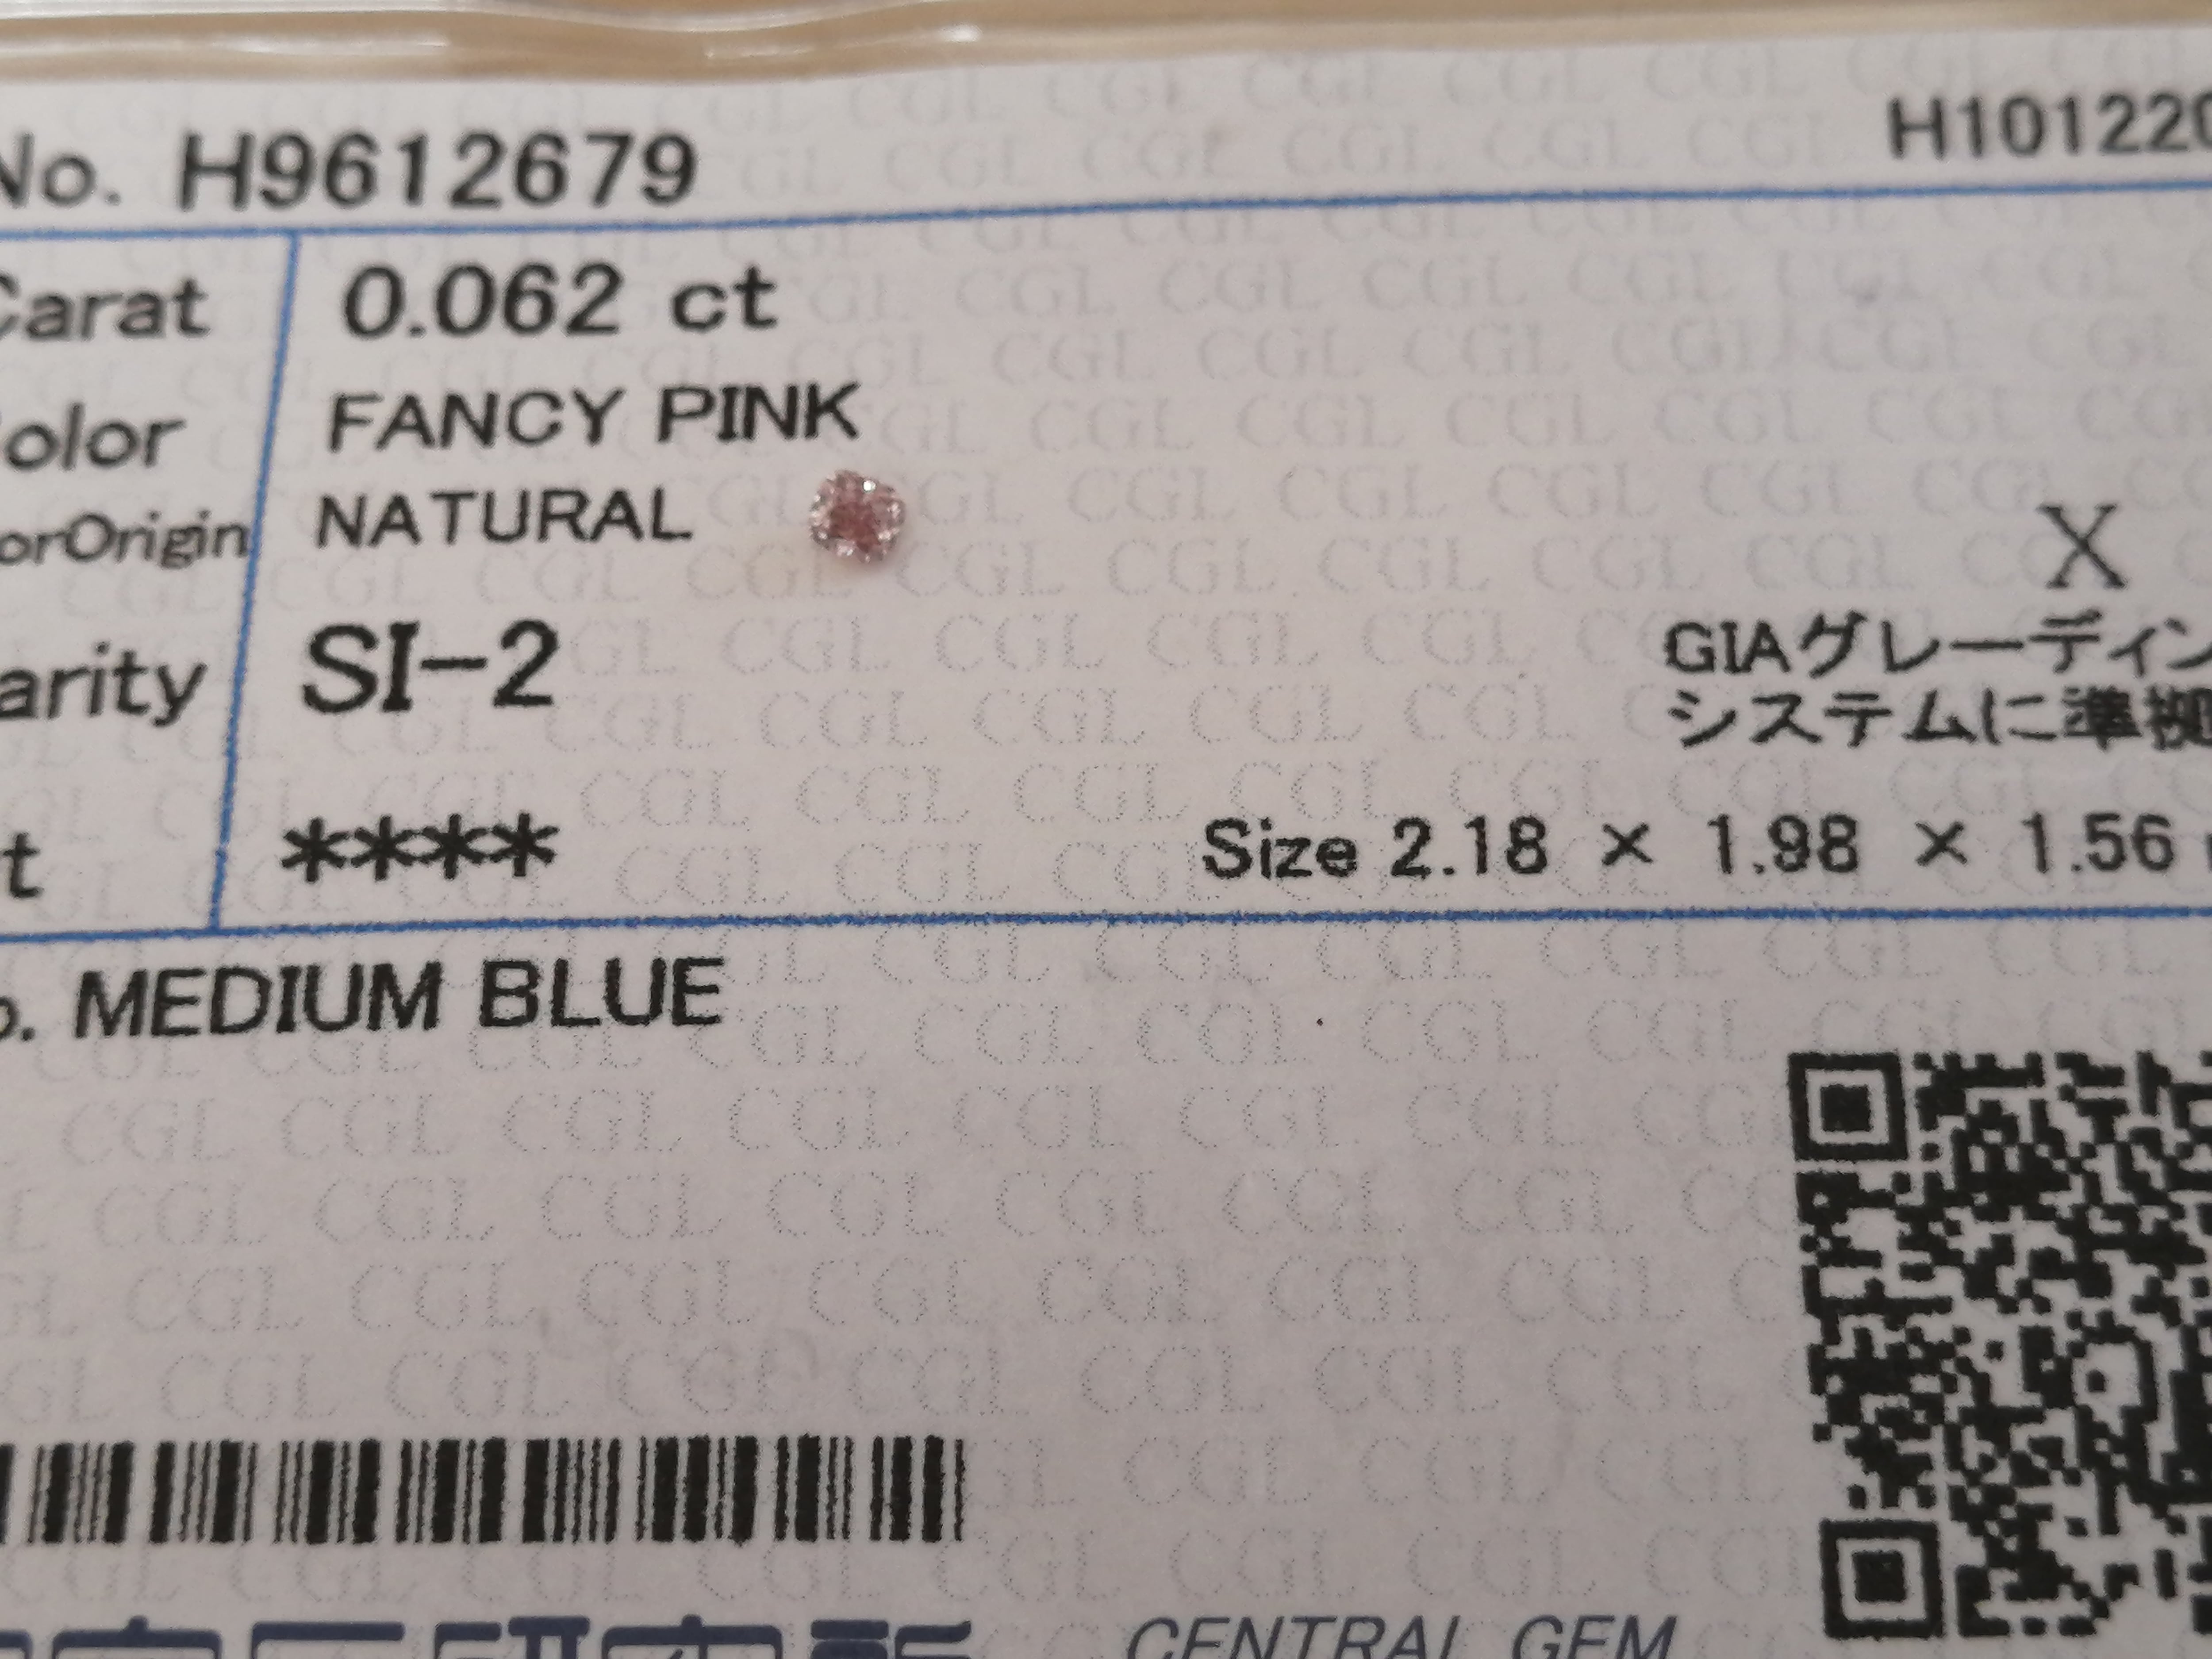 No. H9612679
H101220
Carat 0.062 ct
Color FANCY PINK
orOrigin NATURAL
X
arity SI-2
GIAグレーディン
システムに準拠
t ****
Size 2.18 × 1.98 × 1.56
o. MEDIUM BLUE
CENTRAL GEM